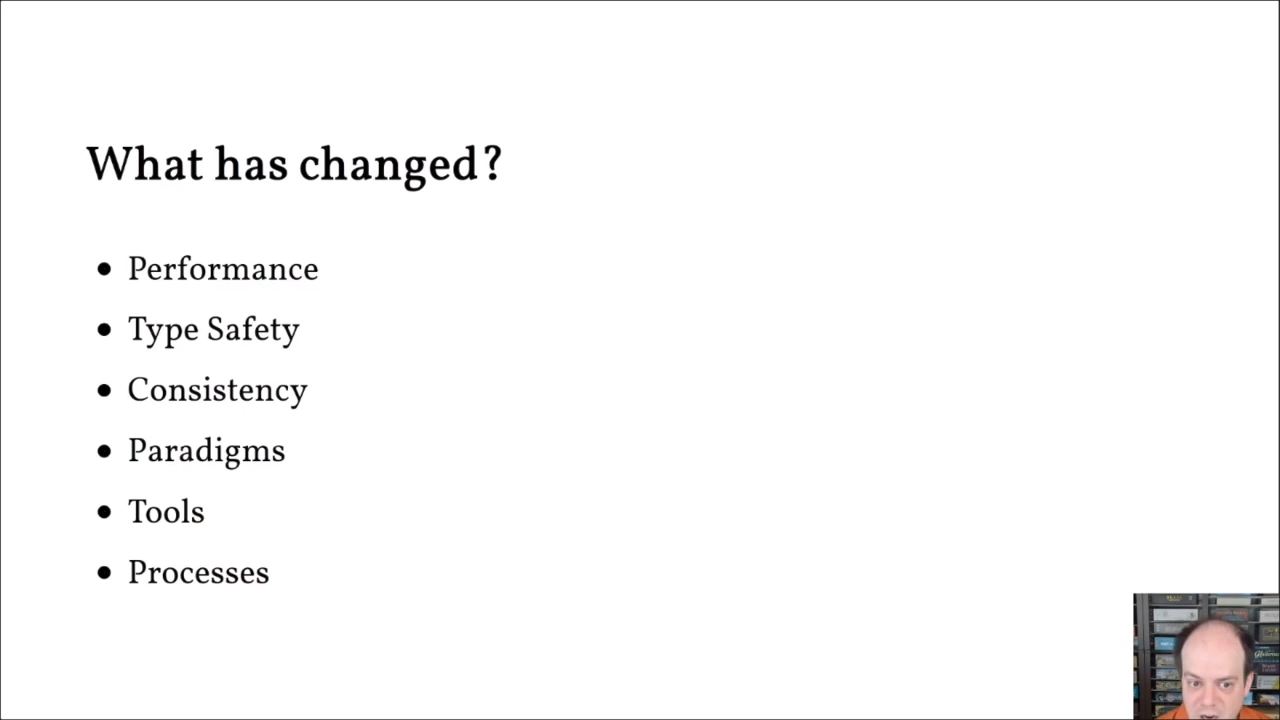 What has changed?
• Performance
• Type Safety
• Consistency
• Paradigms
• Tools
• Processes